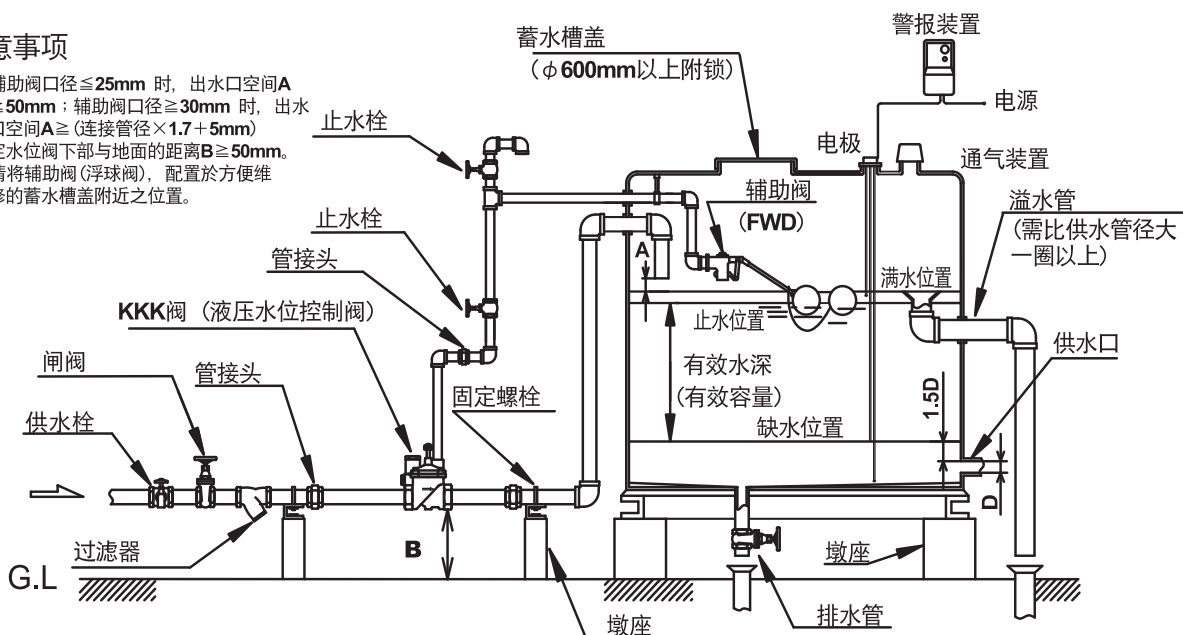 意事项
辅助阀口径≦25mm 时，出水口空间A
≧50mm；辅助阀口径≧30mm 时，出水
口空间A≧(连接管径×1.7＋5mm)
定水位阀下部与地面的距离B≧50mm。
请将辅助阀(浮球阀)，配置於方便维
修的蓄水槽盖附近之位置。
警报装置
蓄水槽盖
(φ600mm以上附锁)
电源
止水栓
电极
通气装置
辅助阀
(FWD)
溢水管
(需比供水管径大
一圈以上)
止水栓
管接头
A
满水位置
KKK阀（液压水位控制阀）
止水位置
供水口
闸阀
管接头
固定螺栓
有效水深
(有效容量)
1.5D
供水栓
缺水位置
D
B
过滤器
墩座
G.L
墩座
排水管